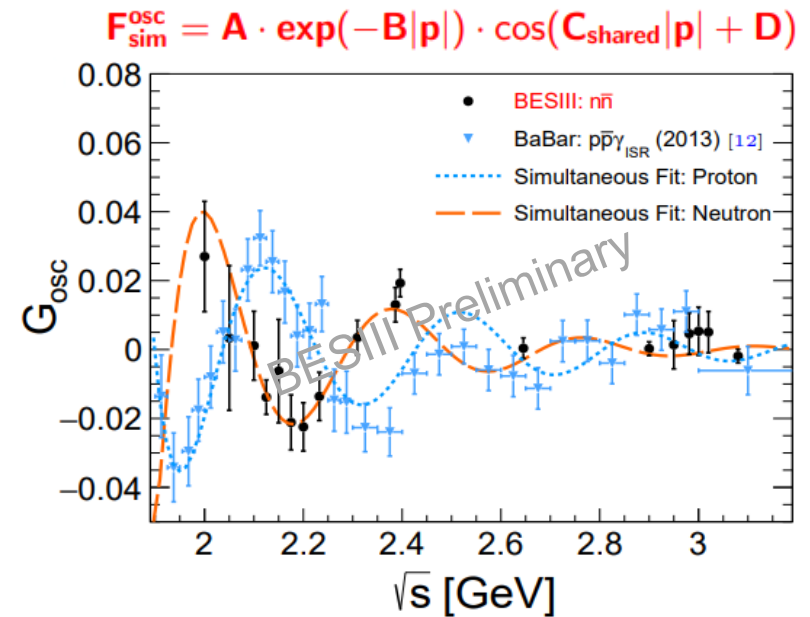 F^osc_sim = A · exp(−B|p|) · cos(C_shared|p| + D)
0.08
0.06
0.04
0.02
0
−0.02
−0.04
G_osc
BESIII: nn̅
BaBar: pp̅γ_ISR (2013) [12]
Simultaneous Fit: Proton
Simultaneous Fit: Neutron
BESIII Preliminary
2 2.2 2.4 2.6 2.8 3
√s [GeV]